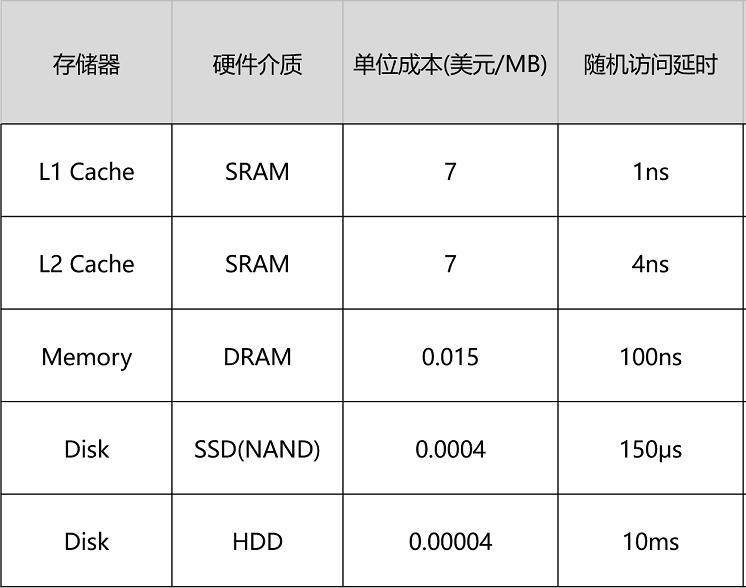 存储器 硬件介质 单位成本(美元/MB) 随机访问延时
L1 Cache SRAM 7 1ns
L2 Cache SRAM 7 4ns
Memory DRAM 0.015 100ns
Disk SSD(NAND) 0.0004 150μs
Disk HDD 0.00004 10ms